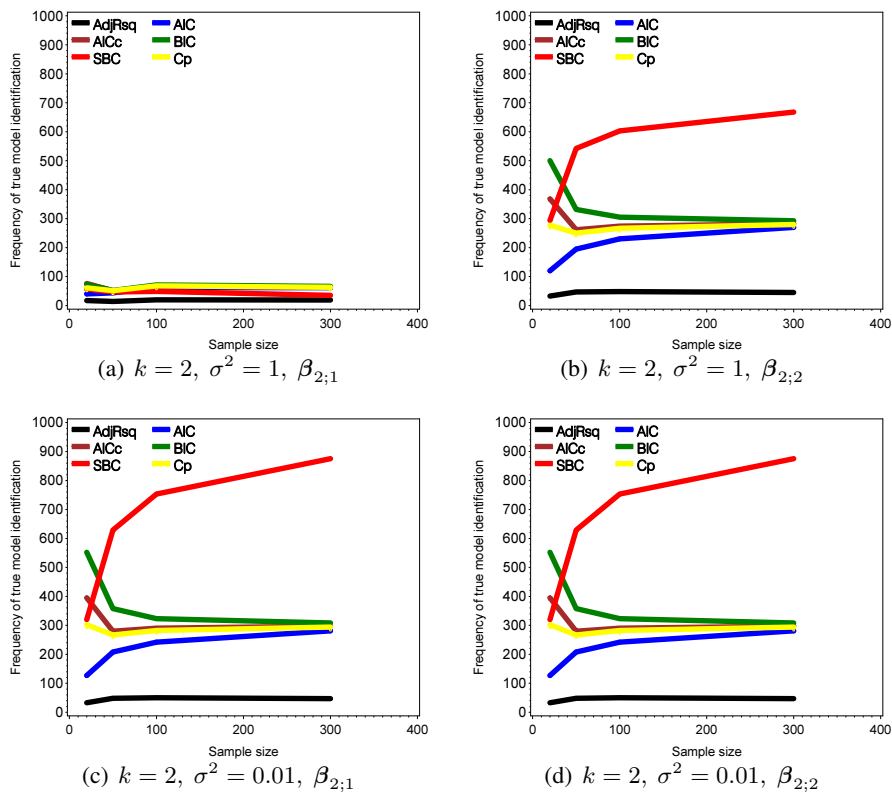 1000
900
800
700
600
500
400
300
200
100
0
Frequency of true model identification
AdjRsq AIC
AICc BIC
SBC Cp
0 100 200 300 400
Sample size
(a) k = 2, σ² = 1, β₂;₁
1000
900
800
700
600
500
400
300
200
100
0
Frequency of true model identification
AdjRsq AIC
AICc BIC
SBC Cp
0 100 200 300 400
Sample size
(b) k = 2, σ² = 1, β₂;₂
1000
900
800
700
600
500
400
300
200
100
0
Frequency of true model identification
AdjRsq AIC
AICc BIC
SBC Cp
0 100 200 300 400
Sample size
(c) k = 2, σ² = 0.01, β₂;₁
1000
900
800
700
600
500
400
300
200
100
0
Frequency of true model identification
AdjRsq AIC
AICc BIC
SBC Cp
0 100 200 300 400
Sample size
(d) k = 2, σ² = 0.01, β₂;₂